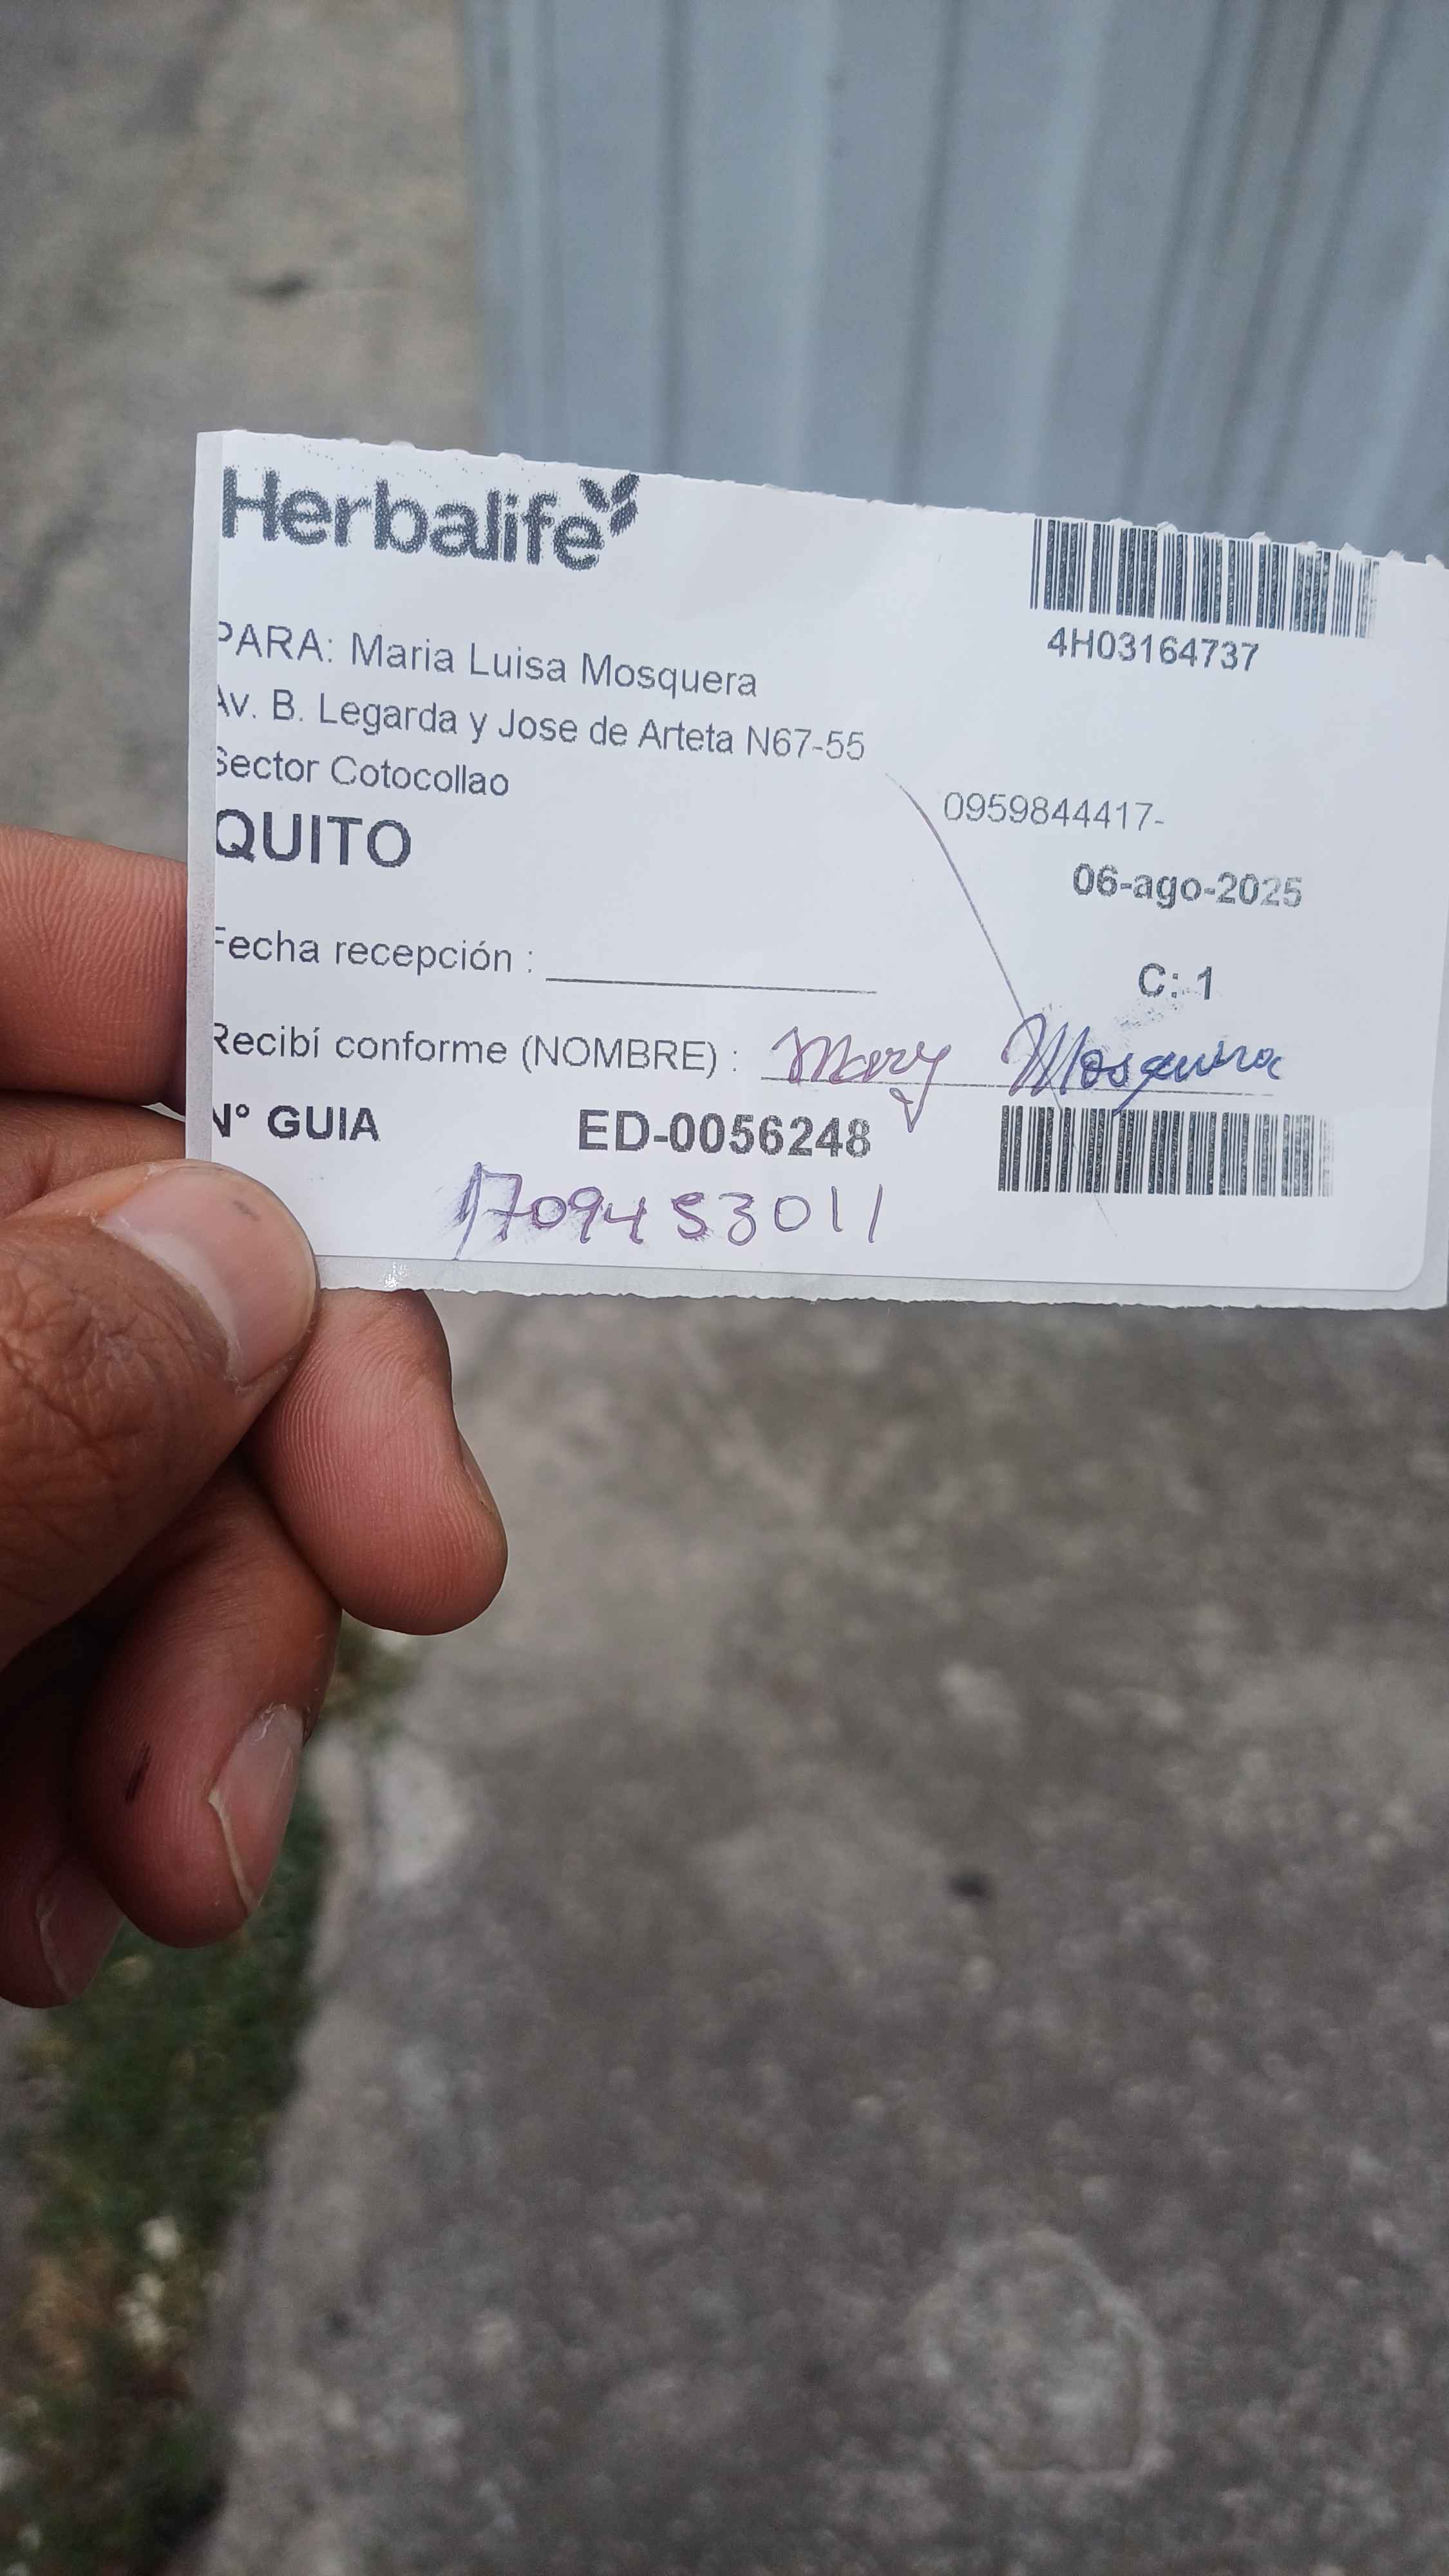 Herbalife
4H03164737
PARA: Maria Luisa Mosquera
Av. B. Legarda y Jose de Arteta N67-55
Sector Cotocollao
0959844417-
QUITO
06-ago-2025
Fecha recepción : ____________
C: 1
Recibí conforme (NOMBRE) : Mary Mosquera
N° GUIA ED-0056248
1709453011